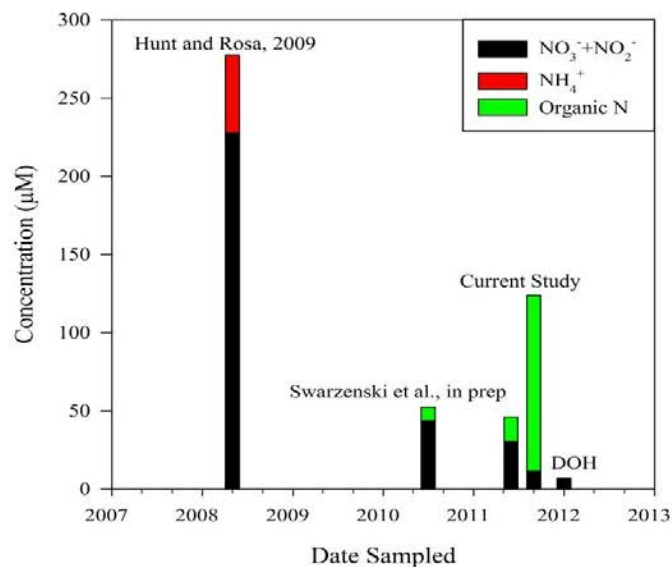 300
250
200
150
100
50
0
Concentration (µM)
Hunt and Rosa, 2009
NO₃⁻+NO₂⁻
NH₄⁺
Organic N
Current Study
Swarzenski et al., in prep
DOH
2007 2008 2009 2010 2011 2012 2013
Date Sampled